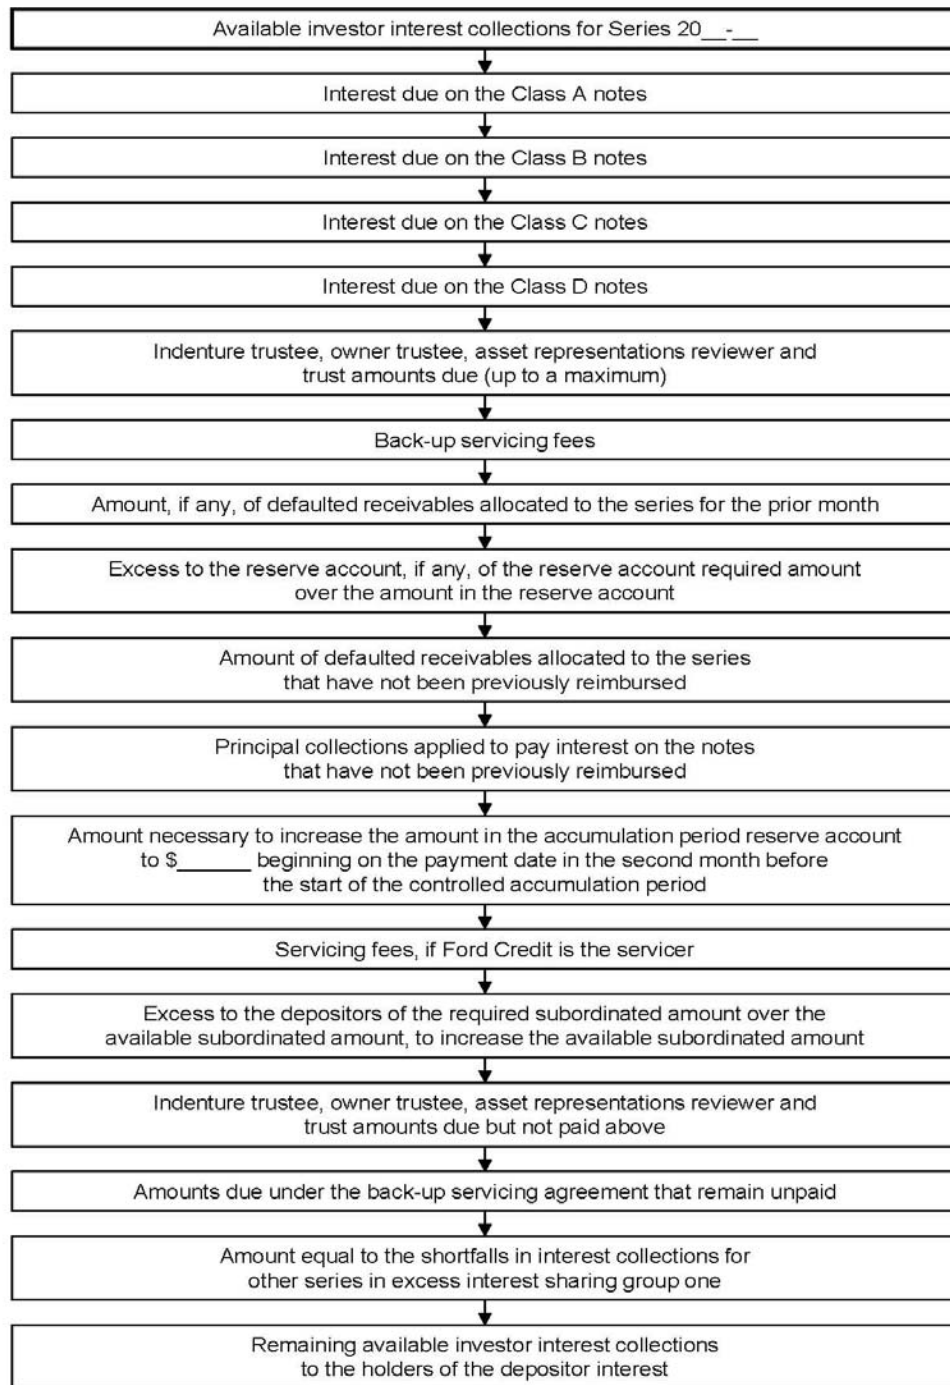 Available investor interest collections for Series 20__-__
Interest due on the Class A notes
Interest due on the Class B notes
Interest due on the Class C notes
Interest due on the Class D notes
Indenture trustee, owner trustee, asset representations reviewer and
trust amounts due (up to a maximum)
Back-up servicing fees
Amount, if any, of defaulted receivables allocated to the series for the prior month
Excess to the reserve account, if any, of the reserve account required amount
over the amount in the reserve account
Amount of defaulted receivables allocated to the series
that have not been previously reimbursed
Principal collections applied to pay interest on the notes
that have not been previously reimbursed
Amount necessary to increase the amount in the accumulation period reserve account
to $______ beginning on the payment date in the second month before
the start of the controlled accumulation period
Servicing fees, if Ford Credit is the servicer
Excess to the depositors of the required subordinated amount over the
available subordinated amount, to increase the available subordinated amount
Indenture trustee, owner trustee, asset representations reviewer and
trust amounts due but not paid above
Amounts due under the back-up servicing agreement that remain unpaid
Amount equal to the shortfalls in interest collections for
other series in excess interest sharing group one
Remaining available investor interest collections
to the holders of the depositor interest